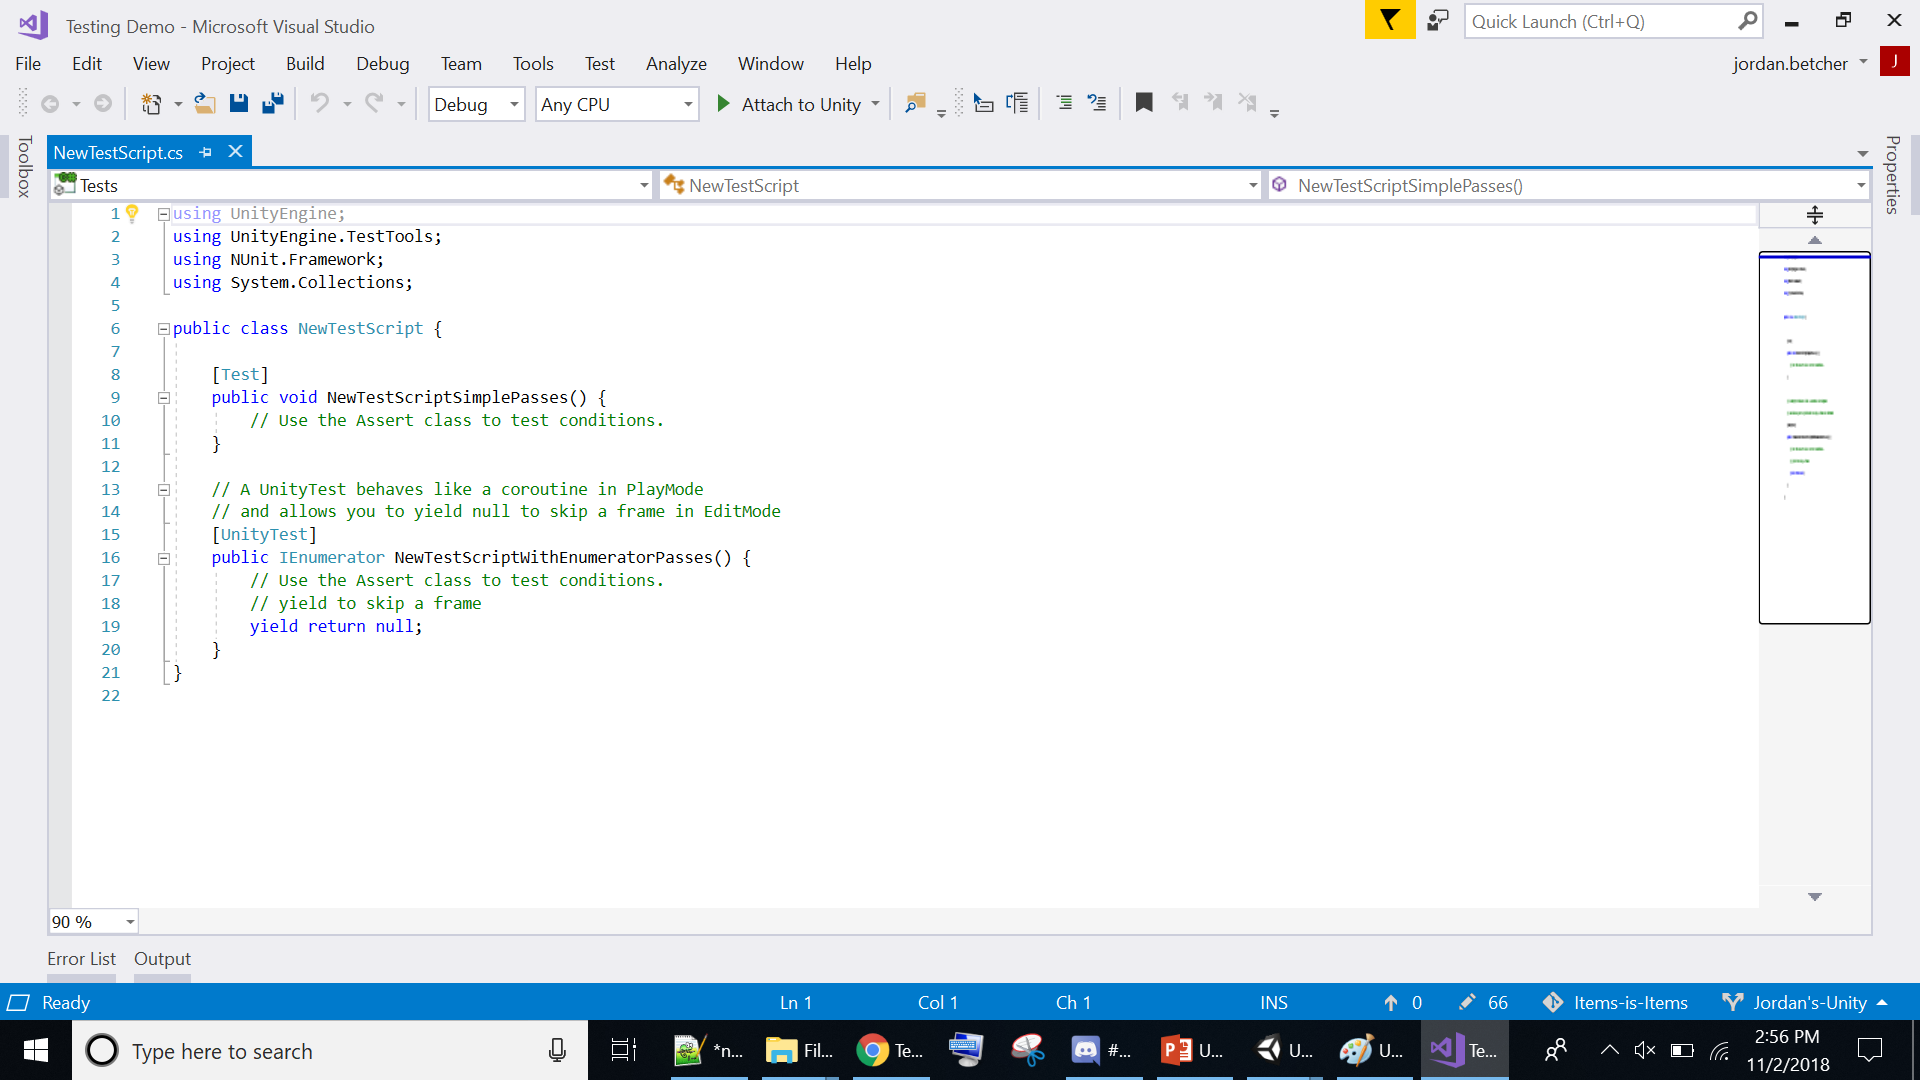 Testing Demo - Microsoft Visual Studio
Quick Launch (Ctrl+Q)
File Edit View Project Build Debug Team Tools Test Analyze Window Help
jordan.betcher J
Debug Any CPU Attach to Unity
Toolbox
NewTestScript.cs
Properties
Tests NewTestScript NewTestScriptSimplePasses()
1 using UnityEngine;
2 using UnityEngine.TestTools;
3 using NUnit.Framework;
4 using System.Collections;
5
6 public class NewTestScript {
7
8 [Test]
9 public void NewTestScriptSimplePasses() {
10 // Use the Assert class to test conditions.
11 }
12
13 // A UnityTest behaves like a coroutine in PlayMode
14 // and allows you to yield null to skip a frame in EditMode
15 [UnityTest]
16 public IEnumerator NewTestScriptWithEnumeratorPasses() {
17 // Use the Assert class to test conditions.
18 // yield to skip a frame
19 yield return null;
20 }
21 }
22
90 %
Error List Output
Ready Ln 1 Col 1 Ch 1 INS 0 66 Items-is-Items Jordan's-Unity
Type here to search
*n... Fil... Te... #... U... U... U... Te...
2:56 PM
11/2/2018